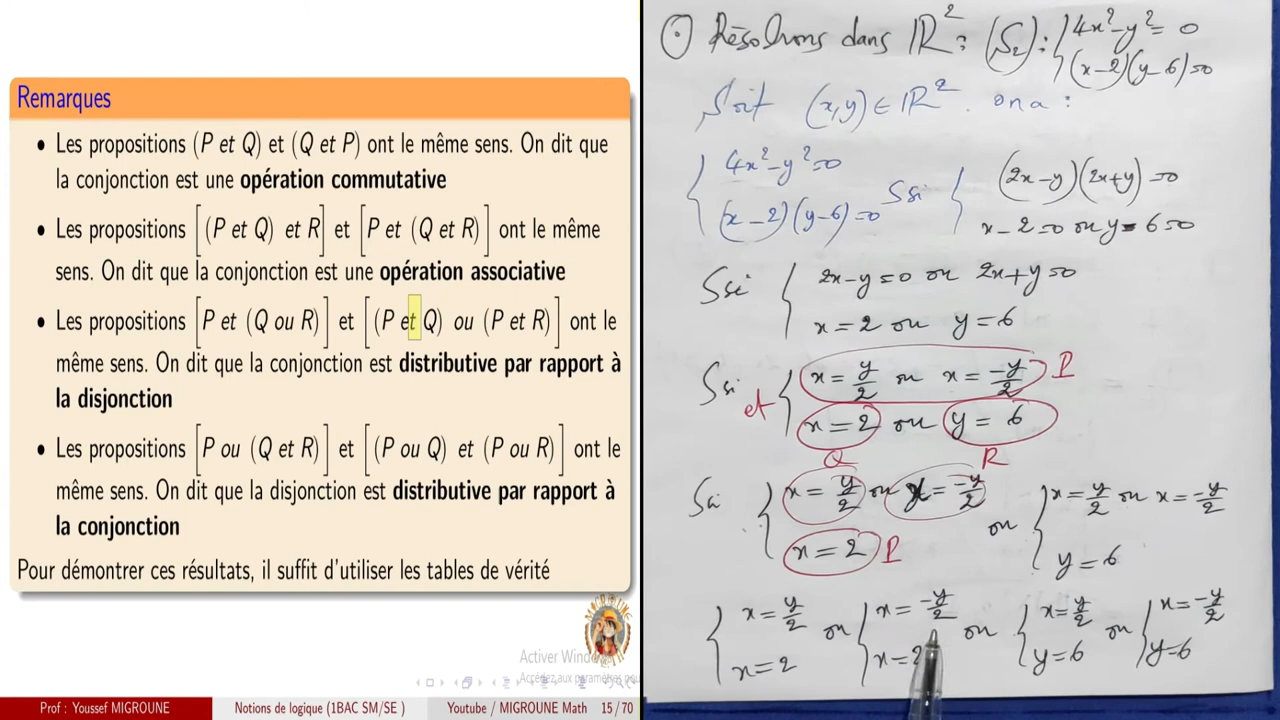 Remarques
• Les propositions (P et Q) et (Q et P) ont le même sens. On dit que
la conjonction est une opération commutative
• Les propositions [(P et Q) et R] et [P et (Q et R)] ont le même
sens. On dit que la conjonction est une opération associative
• Les propositions [P et (Q ou R)] et [(P et Q) ou (P et R)] ont le
même sens. On dit que la conjonction est distributive par rapport à
la disjonction
• Les propositions [P ou (Q et R)] et [(P ou Q) et (P ou R)] ont le
même sens. On dit que la disjonction est distributive par rapport à
la conjonction
Pour démontrer ces résultats, il suffit d'utiliser les tables de vérité
MIGROUNE
Activer Windo
Accédez aux paramètres pou
Prof : Youssef MIGROUNE Notions de logique (1BAC SM/SE ) Youtube / MIGROUNE Math 15 / 70
⊙ Résolvons dans ℝ² : (S₂) : { 4x² - y² = 0
(x-2)(y-6)=0
Soit (x,y) ∈ ℝ². on a :
{ 4x² - y² = 0 Ssi { (2x-y)(2x+y)=0
(x-2)(y-6)=0 x-2=0 ou y-6=0
Ssi { 2x-y=0 ou 2x+y=0
x=2 ou y=6
Ssi et { x = y/2 ou x = -y/2 P
x=2 ou y=6
Q R
Ssi { x = y/2 ou x = -y/2 ou { x = y/2 ou x = -y/2
x=2 P y=6
{ x = y/2 ou { x = -y/2 ou { x = y/2 ou { x = -y/2
x=2 x=2 y=6 y=6